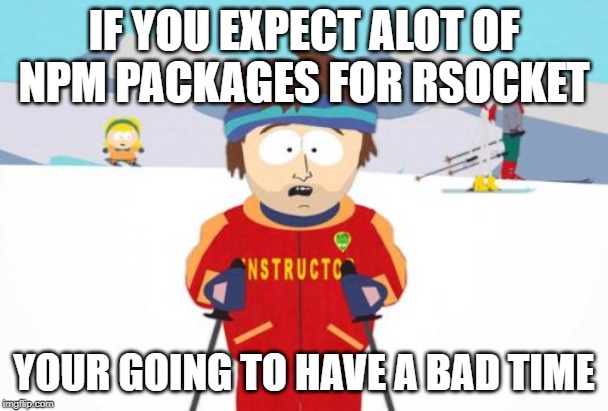 IF YOU EXPECT ALOT OF
NPM PACKAGES FOR RSOCKET
INSTRUCTO
YOUR GOING TO HAVE A BAD TIME
imgflip.com